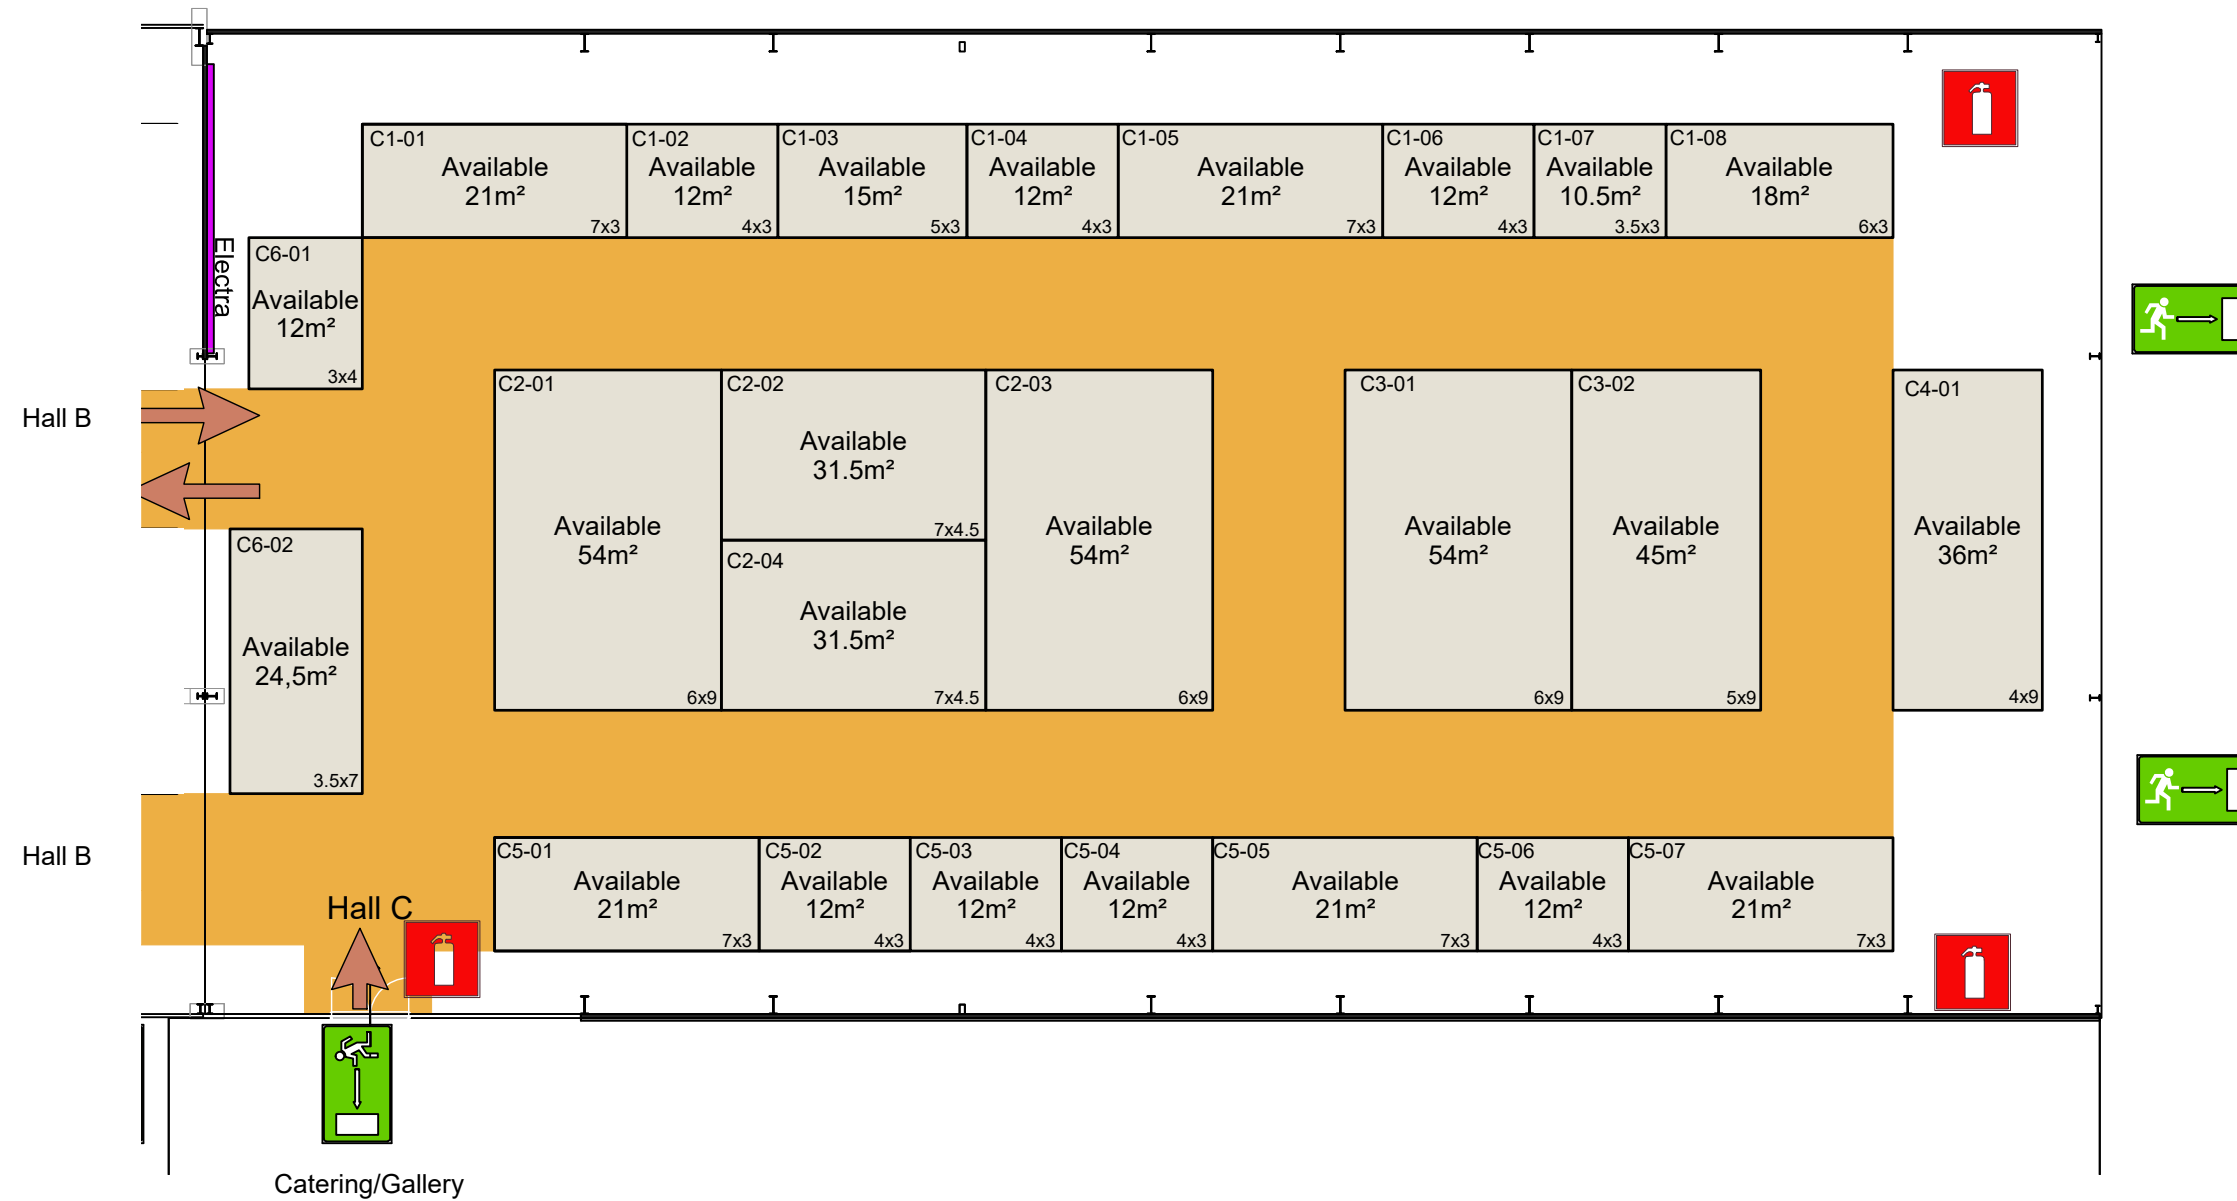 C1-01
Available
21m²
7x3
C1-02
Available
12m²
4x3
C1-03
Available
15m²
5x3
C1-04
Available
12m²
4x3
C1-05
Available
21m²
7x3
C1-06
Available
12m²
4x3
C1-07
Available
10.5m²
3.5x3
C1-08
Available
18m²
6x3
Electra
C6-01
Available
12m²
3x4
Hall B
C2-01
Available
54m²
6x9
C2-02
Available
31.5m²
7x4.5
C2-03
Available
54m²
6x9
C2-04
Available
31.5m²
7x4.5
C3-01
Available
54m²
6x9
C3-02
Available
45m²
5x9
C4-01
Available
36m²
4x9
C6-02
Available
24,5m²
3.5x7
Hall B
Hall C
C5-01
Available
21m²
7x3
C5-02
Available
12m²
4x3
C5-03
Available
12m²
4x3
C5-04
Available
12m²
4x3
C5-05
Available
21m²
7x3
C5-06
Available
12m²
4x3
C5-07
Available
21m²
7x3
Catering/Gallery